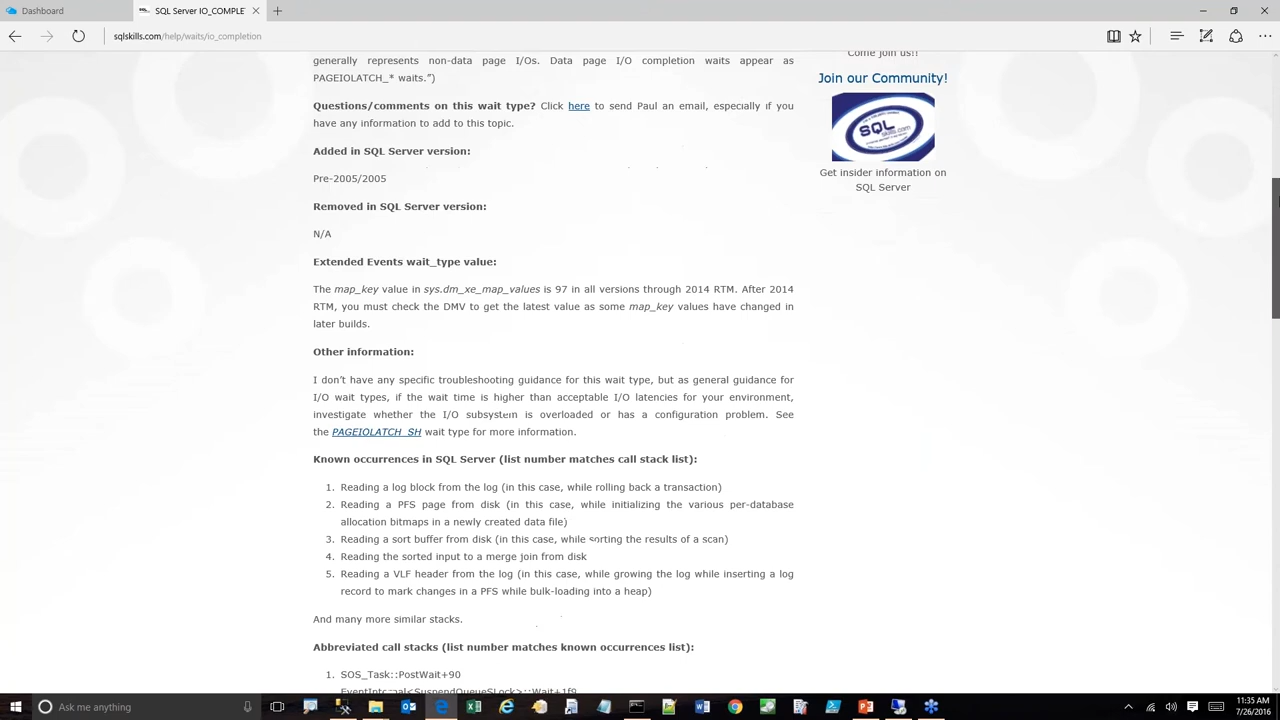 Dashboard
SQL Server IO_COMPLE
sqlskills.com/help/waits/io_completion
generally represents non-data page I/Os. Data page I/O completion waits appear as
PAGEIOLATCH_* waits.”)
Questions/comments on this wait type? Click here to send Paul an email, especially if you
have any information to add to this topic.
Added in SQL Server version:
Pre-2005/2005
Removed in SQL Server version:
N/A
Extended Events wait_type value:
The map_key value in sys.dm_xe_map_values is 97 in all versions through 2014 RTM. After 2014
RTM, you must check the DMV to get the latest value as some map_key values have changed in
later builds.
Other information:
I don’t have any specific troubleshooting guidance for this wait type, but as general guidance for
I/O wait types, if the wait time is higher than acceptable I/O latencies for your environment,
investigate whether the I/O subsystem is overloaded or has a configuration problem. See
the PAGEIOLATCH_SH wait type for more information.
Known occurrences in SQL Server (list number matches call stack list):
1. Reading a log block from the log (in this case, while rolling back a transaction)
2. Reading a PFS page from disk (in this case, while initializing the various per-database
allocation bitmaps in a newly created data file)
3. Reading a sort buffer from disk (in this case, while sorting the results of a scan)
4. Reading the sorted input to a merge join from disk
5. Reading a VLF header from the log (in this case, while growing the log while inserting a log
record to mark changes in a PFS while bulk-loading into a heap)
And many more similar stacks.
Abbreviated call stacks (list number matches known occurrences list):
1. SOS_Task::PostWait+90
EventInternal<SuspendQueueSLock>::Wait+1f9
Come join us!!
Join our Community!
SQL
skills.com
Get insider information on
SQL Server
Ask me anything
11:35 AM
7/26/2016